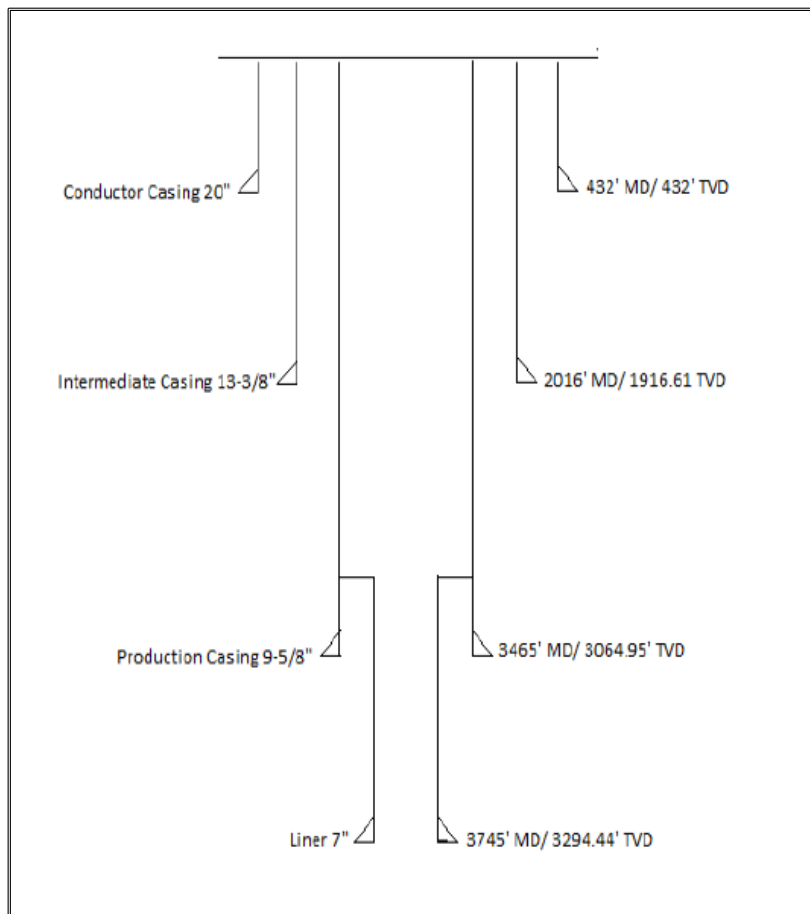 Conductor Casing 20"
432' MD/ 432' TVD
Intermediate Casing 13-3/8"
2016' MD/ 1916.61 TVD
Production Casing 9-5/8"
3465' MD/ 3064.95' TVD
Liner 7"
3745' MD/ 3294.44' TVD